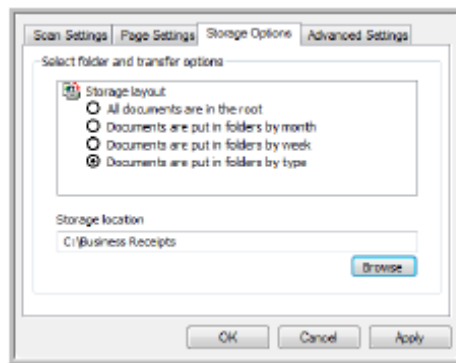 Scan Settings Page Settings Storage Options Advanced Settings
Select folder and transfer options
Storage layout
All documents are in the root
Documents are put in folders by month
Documents are put in folders by week
Documents are put in folders by type
Storage location
C:\Business Receipts
Browse
OK Cancel Apply